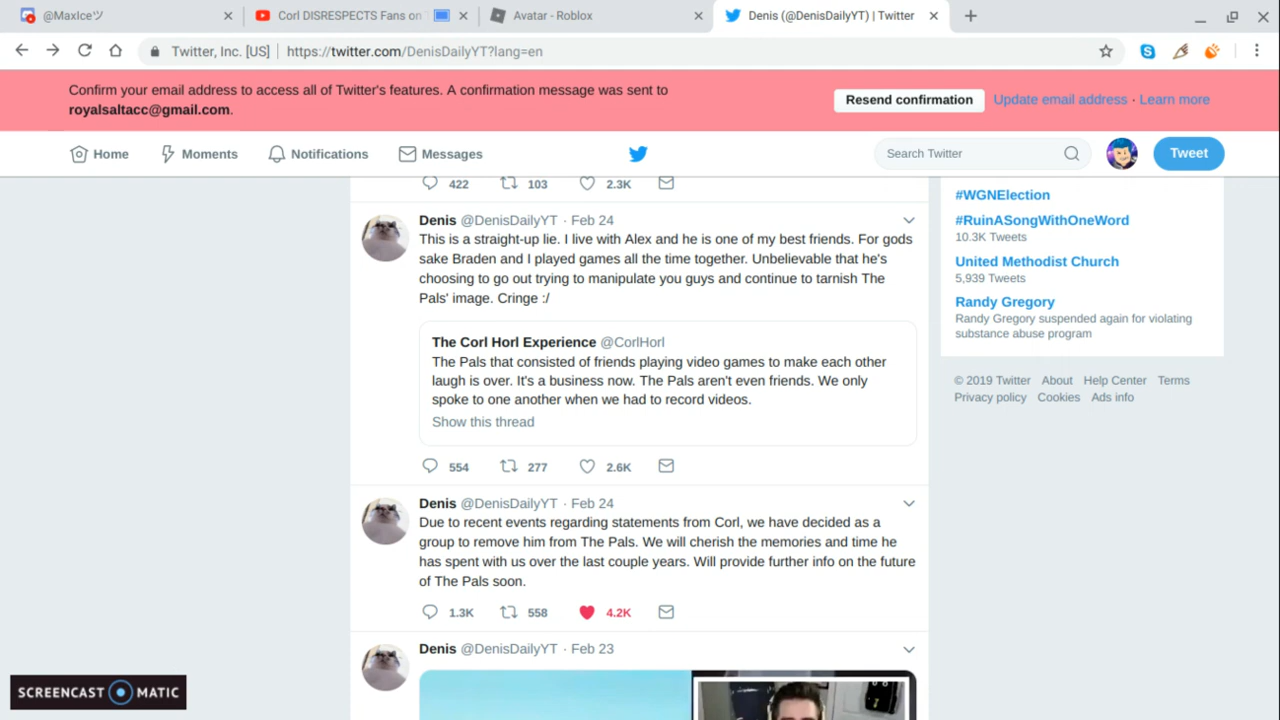 @MaxIceツ
Corl DISRESPECTS Fans on T
Avatar - Roblox
Denis (@DenisDailyYT) | Twitter
Twitter, Inc. [US] | https://twitter.com/DenisDailyYT?lang=en
Confirm your email address to access all of Twitter's features. A confirmation message was sent to
royalsaltacc@gmail.com.
Resend confirmation
Update email address · Learn more
Home
Moments
Notifications
Messages
Search Twitter
Tweet
422 103 2.3K
Denis @DenisDailyYT · Feb 24
This is a straight-up lie. I live with Alex and he is one of my best friends. For gods
sake Braden and I played games all the time together. Unbelievable that he's
choosing to go out trying to manipulate you guys and continue to tarnish The
Pals' image. Cringe :/
The Corl Horl Experience @CorlHorl
The Pals that consisted of friends playing video games to make each other
laugh is over. It's a business now. The Pals aren't even friends. We only
spoke to one another when we had to record videos.
Show this thread
554 277 2.6K
Denis @DenisDailyYT · Feb 24
Due to recent events regarding statements from Corl, we have decided as a
group to remove him from The Pals. We will cherish the memories and time he
has spent with us over the last couple years. Will provide further info on the future
of The Pals soon.
1.3K 558 4.2K
Denis @DenisDailyYT · Feb 23
#WGNElection
#RuinASongWithOneWord
10.3K Tweets
United Methodist Church
5,939 Tweets
Randy Gregory
Randy Gregory suspended again for violating
substance abuse program
© 2019 Twitter About Help Center Terms
Privacy policy Cookies Ads info
SCREENCAST MATIC